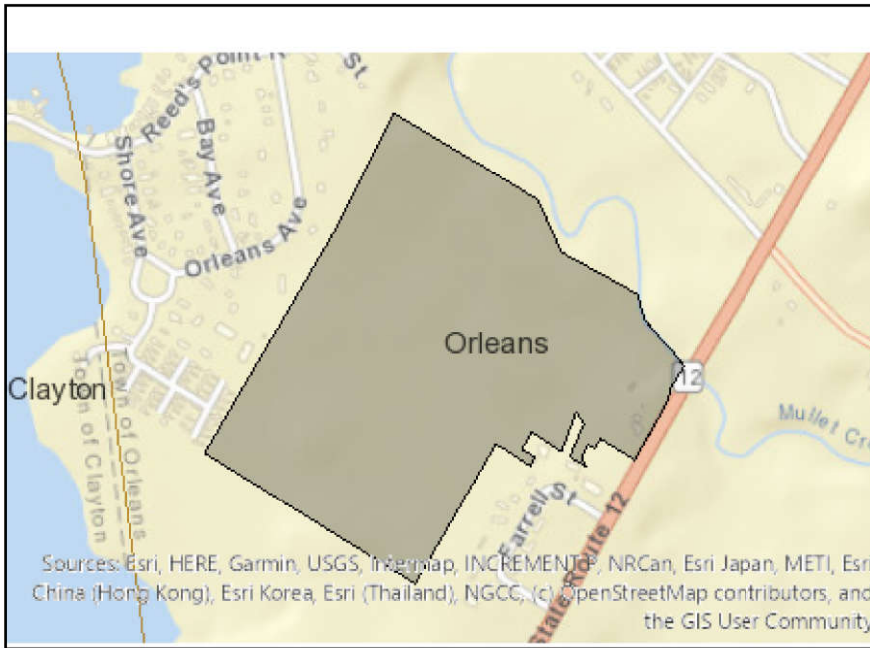 St
Reed's Point R
Bay Ave
Shore Ave
Orleans Ave
Orleans
Clayton
Town of Orleans
Town of Clayton
12
Mullet Cre
Farrell St
State Route 12
Sources: Esri, HERE, Garmin, USGS, Intermap, INCREMENT P, NRCan, Esri Japan, METI, Esri
China (Hong Kong), Esri Korea, Esri (Thailand), NGCC, (c) OpenStreetMap contributors, and
the GIS User Community